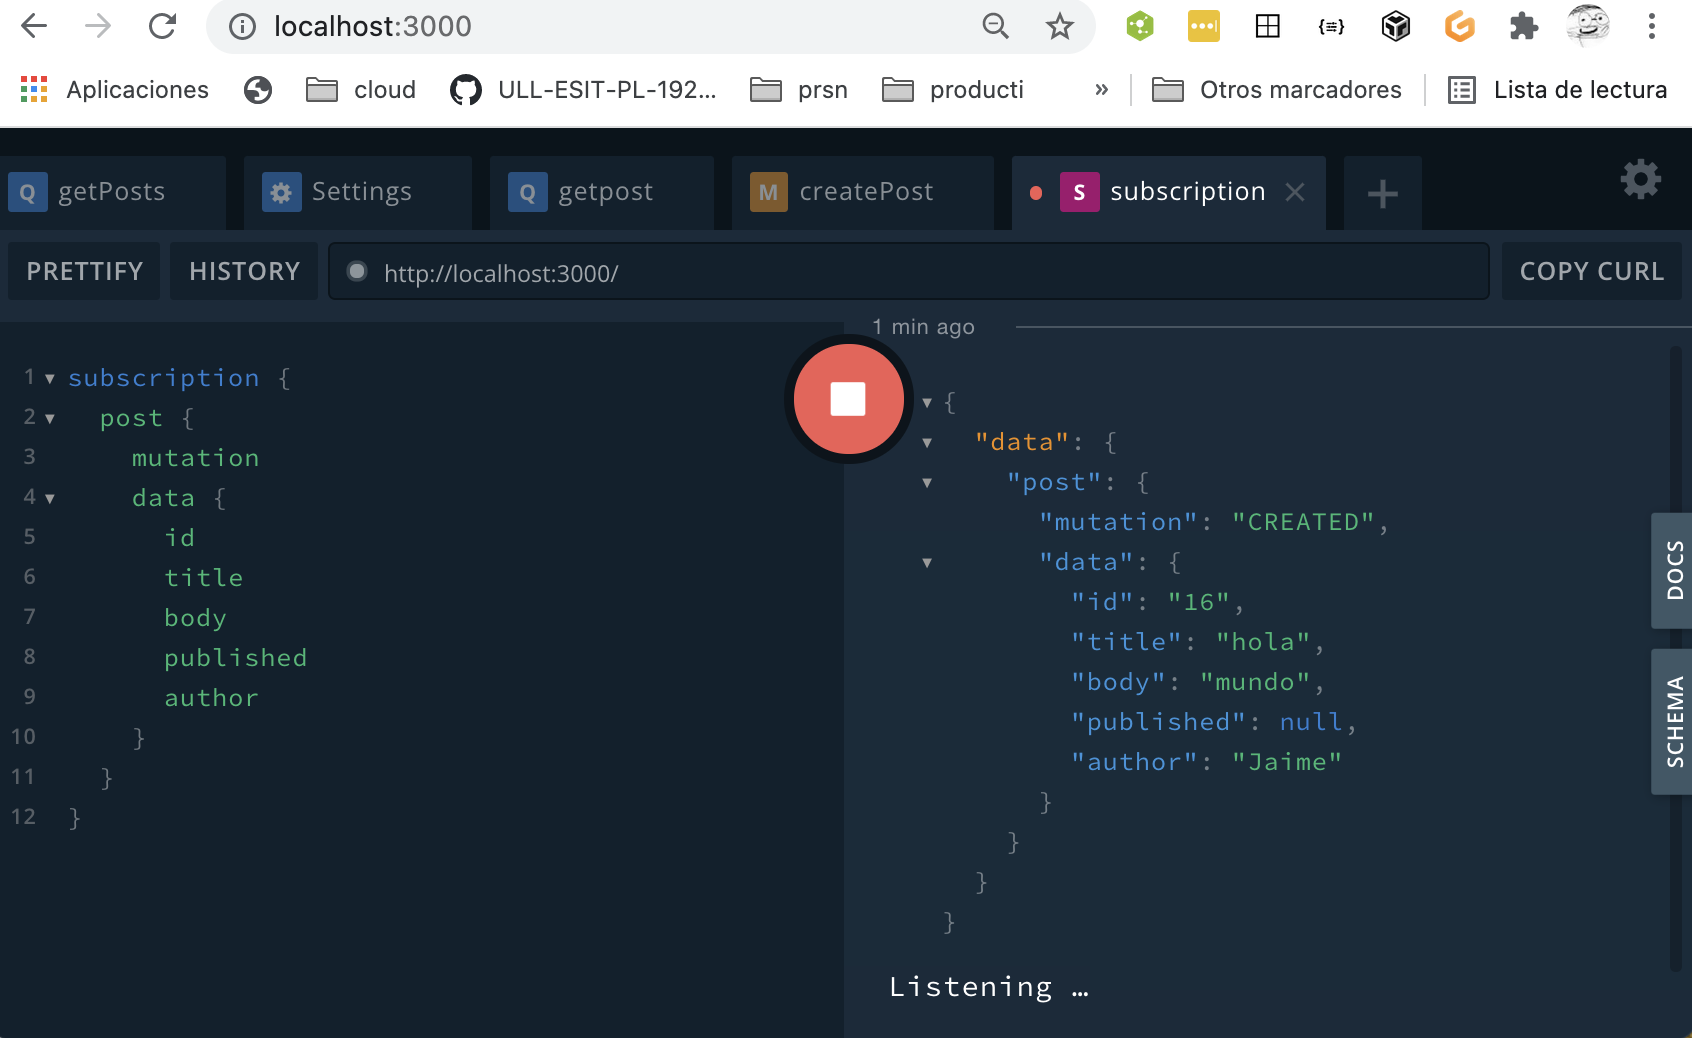 localhost:3000
Aplicaciones cloud ULL-ESIT-PL-192... prsn producti » Otros marcadores Lista de lectura
Q getPosts Settings Q getpost M createPost S subscription
PRETTIFY HISTORY http://localhost:3000/ COPY CURL
1 min ago
1 subscription {
2 post {
3 mutation
4 data {
5 id
6 title
7 body
8 published
9 author
10 }
11 }
12 }
{
"data": {
"post": {
"mutation": "CREATED",
"data": {
"id": "16",
"title": "hola",
"body": "mundo",
"published": null,
"author": "Jaime"
}
}
}
}
Listening …
DOCS
SCHEMA